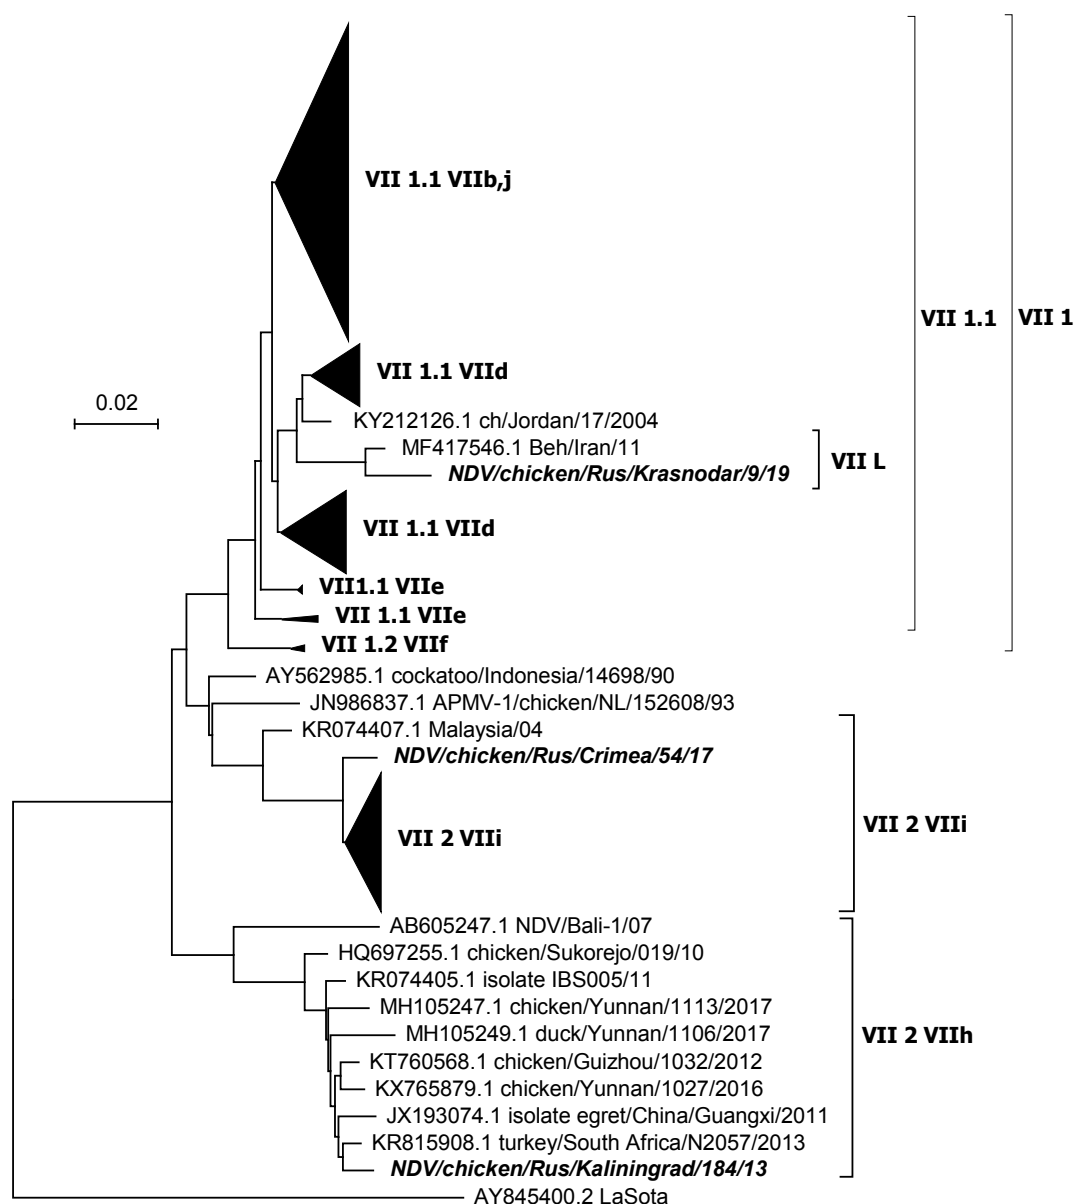 VII 1.1 VIIb,j
VII 1.1
VII 1
VII 1.1 VIId
0.02
KY212126.1 ch/Jordan/17/2004
MF417546.1 Beh/Iran/11
VII L
NDV/chicken/Rus/Krasnodar/9/19
VII 1.1 VIId
VII1.1 VIIe
VII 1.1 VIIe
VII 1.2 VIIf
AY562985.1 cockatoo/Indonesia/14698/90
JN986837.1 APMV-1/chicken/NL/152608/93
KR074407.1 Malaysia/04
NDV/chicken/Rus/Crimea/54/17
VII 2 VIIi
VII 2 VIIi
AB605247.1 NDV/Bali-1/07
HQ697255.1 chicken/Sukorejo/019/10
KR074405.1 isolate IBS005/11
MH105247.1 chicken/Yunnan/1113/2017
MH105249.1 duck/Yunnan/1106/2017
VII 2 VIIh
KT760568.1 chicken/Guizhou/1032/2012
KX765879.1 chicken/Yunnan/1027/2016
JX193074.1 isolate egret/China/Guangxi/2011
KR815908.1 turkey/South Africa/N2057/2013
NDV/chicken/Rus/Kaliningrad/184/13
AY845400.2 LaSota